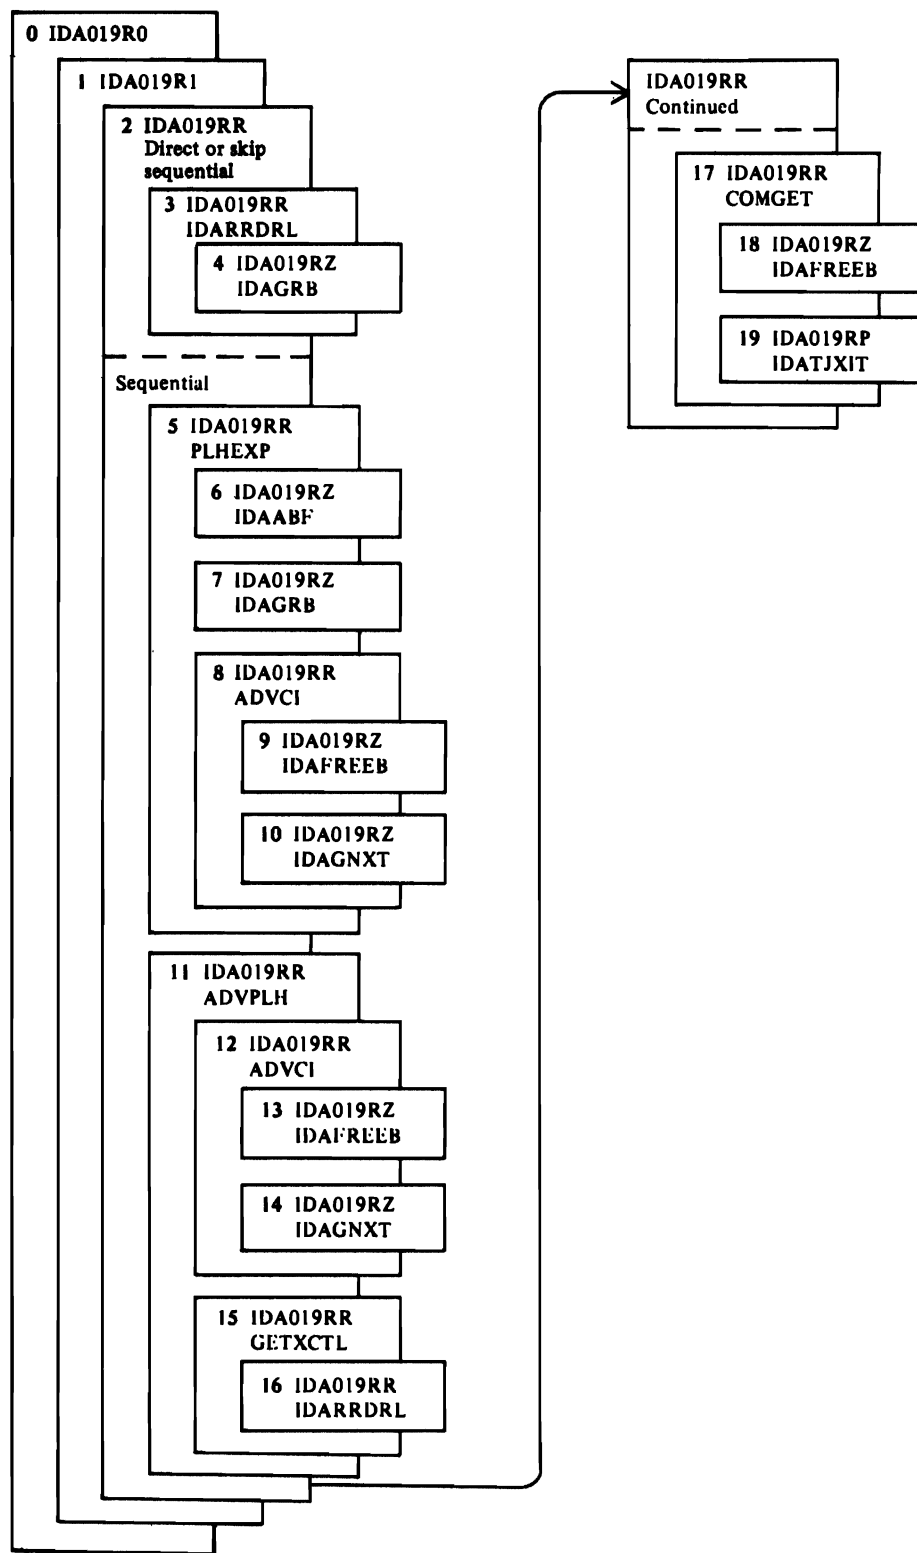 0 IDA019R0
1 IDA019R1
2 IDA019RR
Direct or skip
sequential
3 IDA019RR
IDARRDRL
4 IDA019RZ
IDAGRB
Sequential
5 IDA019RR
PLHEXP
6 IDA019RZ
IDAABF
7 IDA019RZ
IDAGRB
8 IDA019RR
ADVCI
9 IDA019RZ
IDAFREEB
10 IDA019RZ
IDAGNXT
11 IDA019RR
ADVPLH
12 IDA019RR
ADVCI
13 IDA019RZ
IDAFREEB
14 IDA019RZ
IDAGNXT
15 IDA019RR
GETXCTL
16 IDA019RR
IDARRDRL
IDA019RR
Continued
17 IDA019RR
COMGET
18 IDA019RZ
IDAFREEB
19 IDA019RP
IDATJXIT